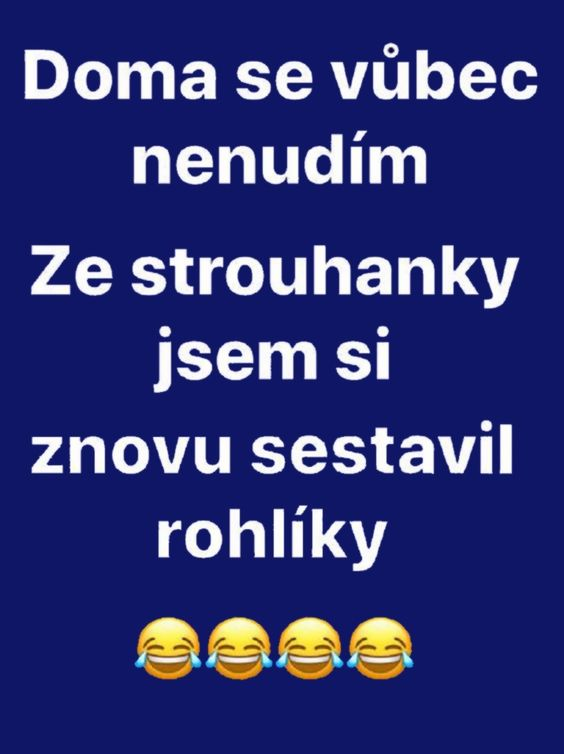 Doma se vůbec
nenudím
Ze strouhanky
jsem si
znovu sestavil
rohlíky
😂😂😂😂